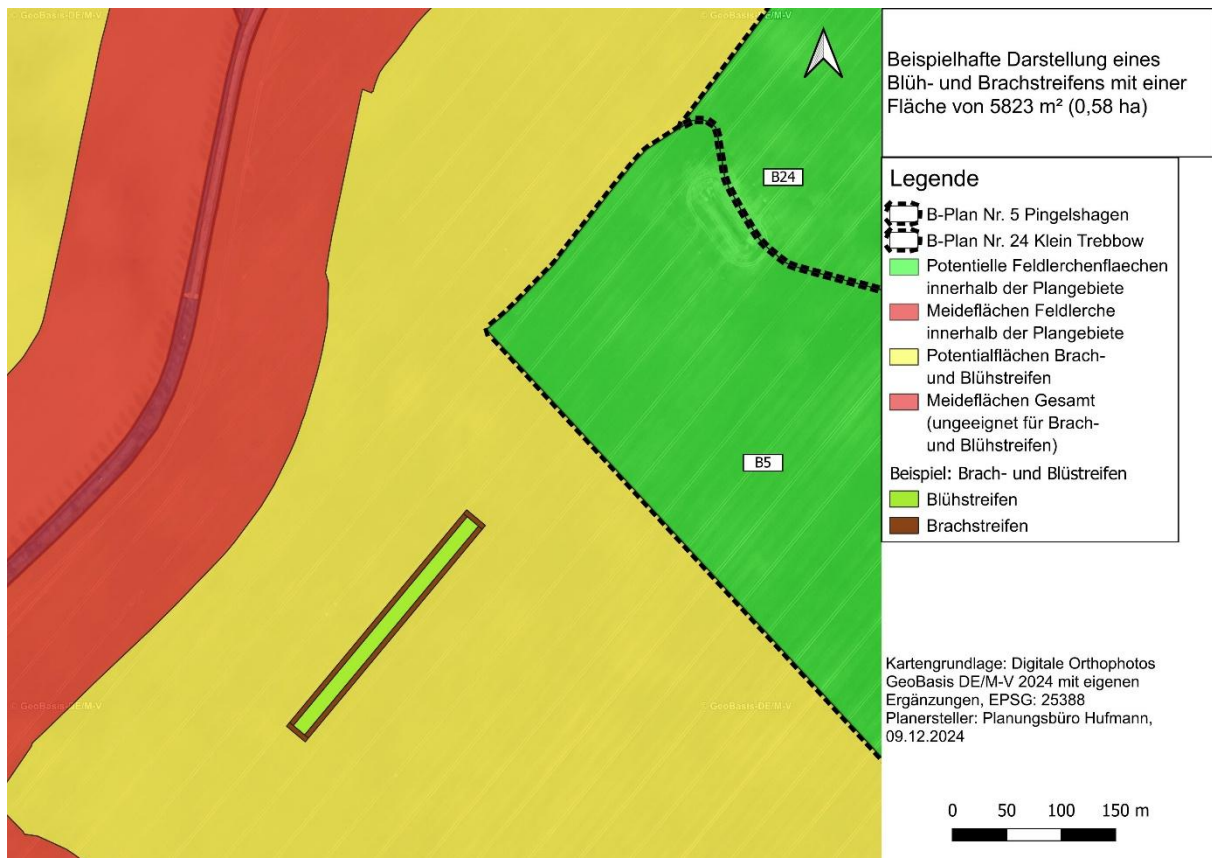 © GeoBasis-DE/M-V
© GeoBasis-DE/M-V
Beispielhafte Darstellung eines
Blüh- und Brachstreifens mit einer
Fläche von 5823 m² (0,58 ha)
B24
Legende
B-Plan Nr. 5 Pingelshagen
B-Plan Nr. 24 Klein Trebbow
Potentielle Feldlerchenflaechen
innerhalb der Plangebiete
Meideflächen Feldlerche
innerhalb der Plangebiete
Potentialflächen Brach-
und Blühstreifen
Meideflächen Gesamt
(ungeeignet für Brach-
und Blühstreifen)
B5
Beispiel: Brach- und Blüstreifen
Blühstreifen
Brachstreifen
© GeoBasis-DE/M-V
© GeoBasis-DE/M-V
Kartengrundlage: Digitale Orthophotos
GeoBasis DE/M-V 2024 mit eigenen
Ergänzungen, EPSG: 25388
Planersteller: Planungsbüro Hufmann,
09.12.2024
0 50 100 150 m